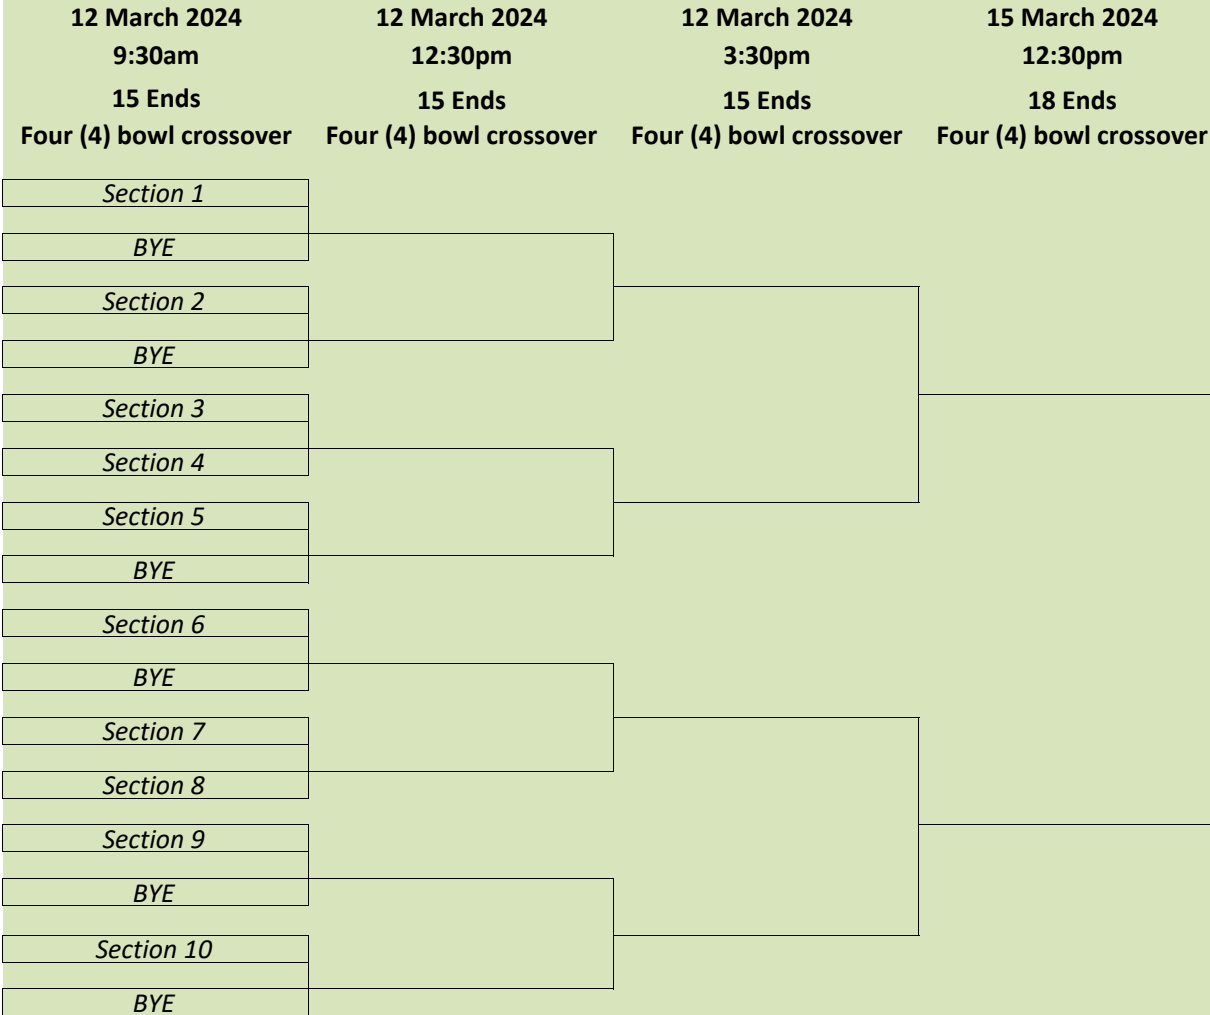 12 March 2024
9:30am
15 Ends
Four (4) bowl crossover
12 March 2024
12:30pm
15 Ends
Four (4) bowl crossover
12 March 2024
3:30pm
15 Ends
Four (4) bowl crossover
15 March 2024
12:30pm
18 Ends
Four (4) bowl crossover
Section 1
BYE
Section 2
BYE
Section 3
Section 4
Section 5
BYE
Section 6
BYE
Section 7
Section 8
Section 9
BYE
Section 10
BYE